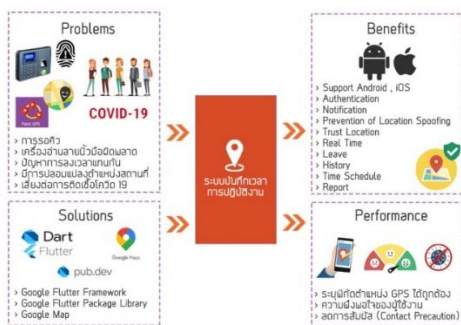 Problems
Fake GPS
COVID-19
> การรอคิว
> เครื่องอ่านลายนิ้วมือผิดพลาด
> ปัญหาการลงเวลาแทนกัน
> มีการปลอมแปลงตำแหน่งสถานที่
> เสี่ยงต่อการติดเชื้อโควิด 19
Solutions
Dart
Flutter
Google Maps
pub.dev
> Google Flutter Framework
> Google Flutter Package Library
> Google Map
ระบบบันทึกเวลา
การปฏิบัติงาน
Benefits
> Support Android , iOS
> Authentication
> Notification
> Prevention of Location Spoofing
> Trust Location
> Real Time
> Leave
> History
> Time Schedule
> Report
Performance
> ระบุพิกัดตำแหน่ง GPS ได้ถูกต้อง
> ความพึงพอใจของผู้ใช้งาน
> ลดการสัมผัส (Contact Precaution)